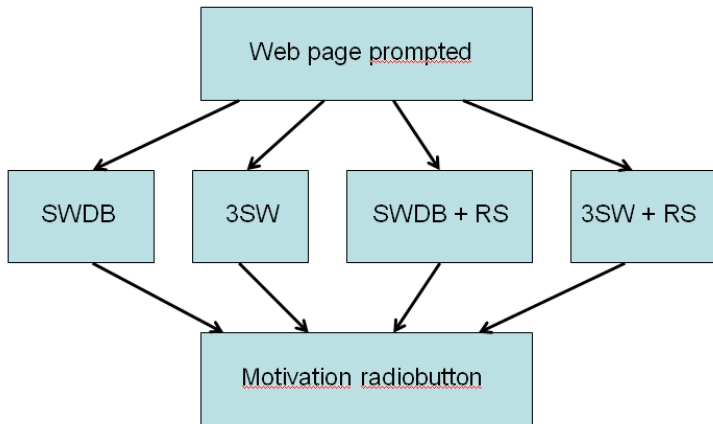 Web page prompted
SWDB
3SW
SWDB + RS
3SW + RS
Motivation radiobutton